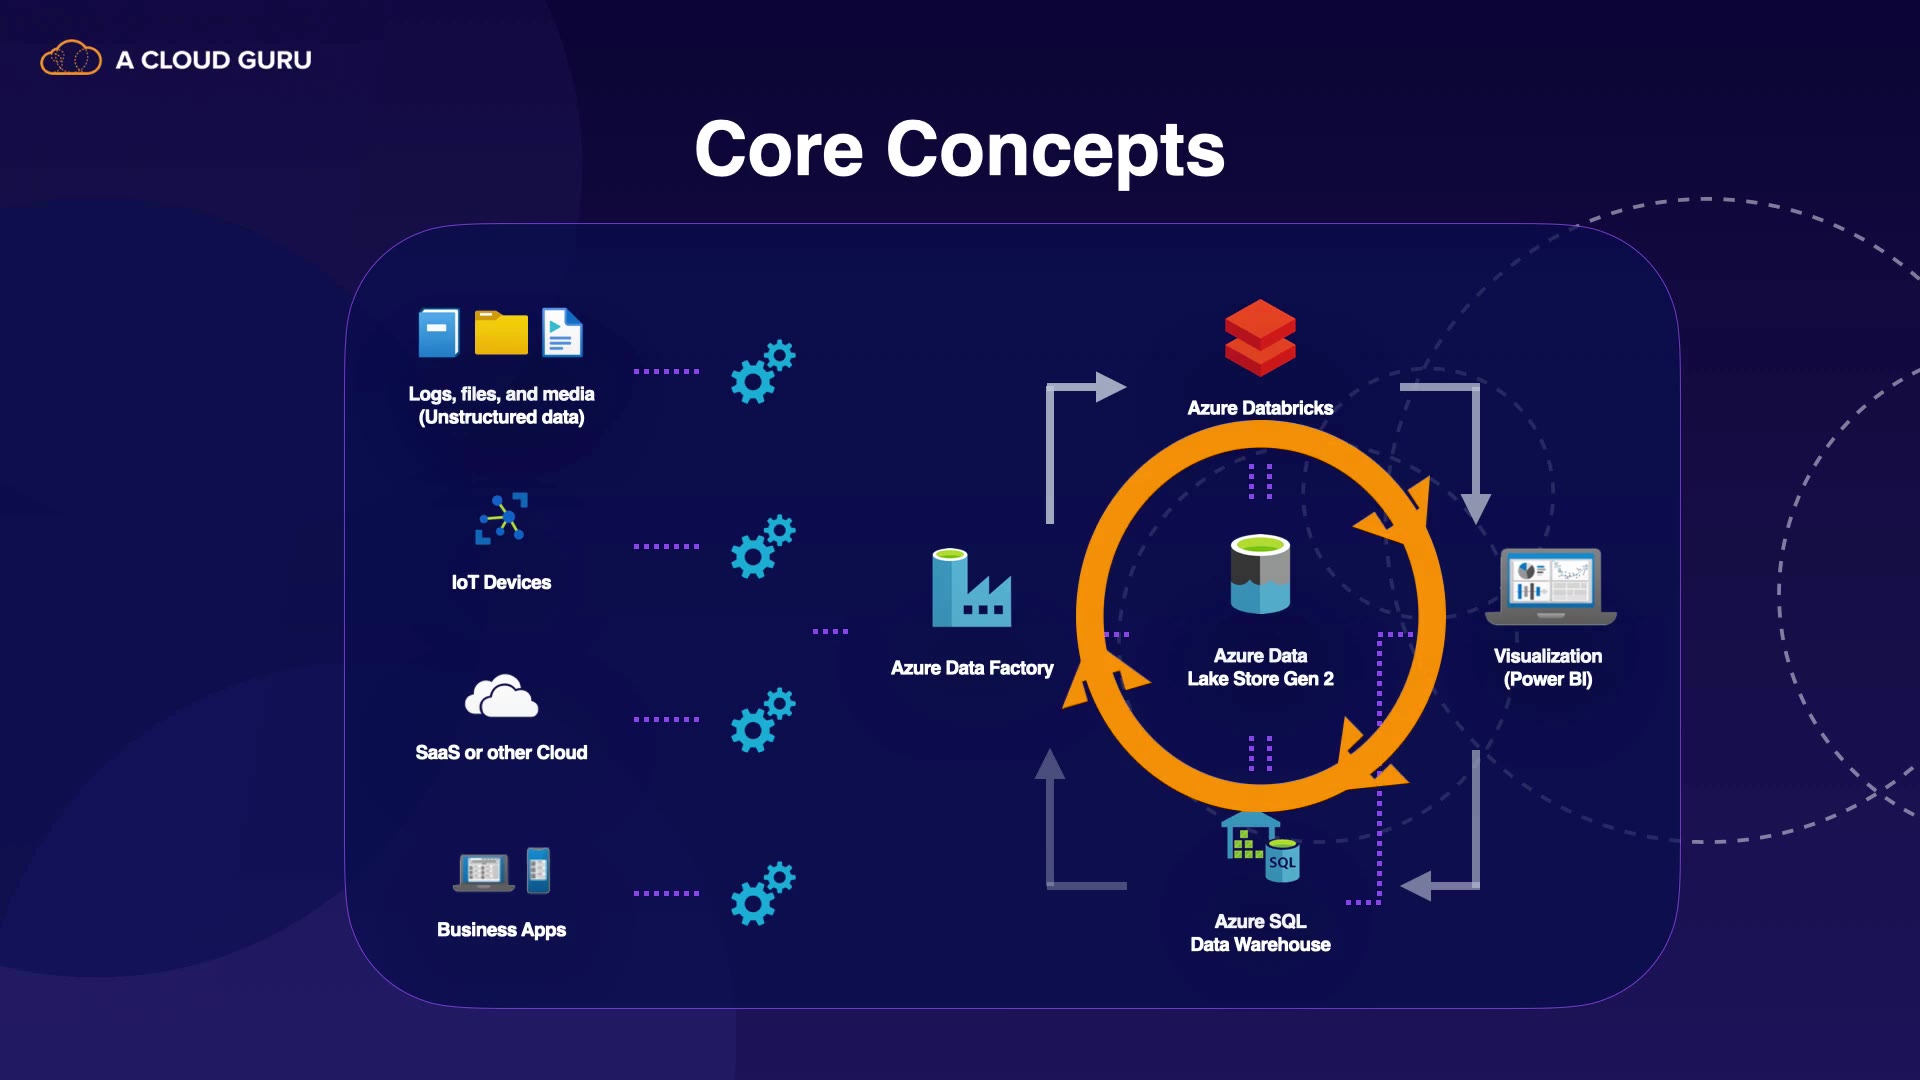 A CLOUD GURU
Core Concepts
Logs, files, and media
(Unstructured data)
IoT Devices
SaaS or other Cloud
Business Apps
Azure Data Factory
Azure Databricks
Azure Data
Lake Store Gen 2
SQL
Azure SQL
Data Warehouse
Visualization
(Power BI)